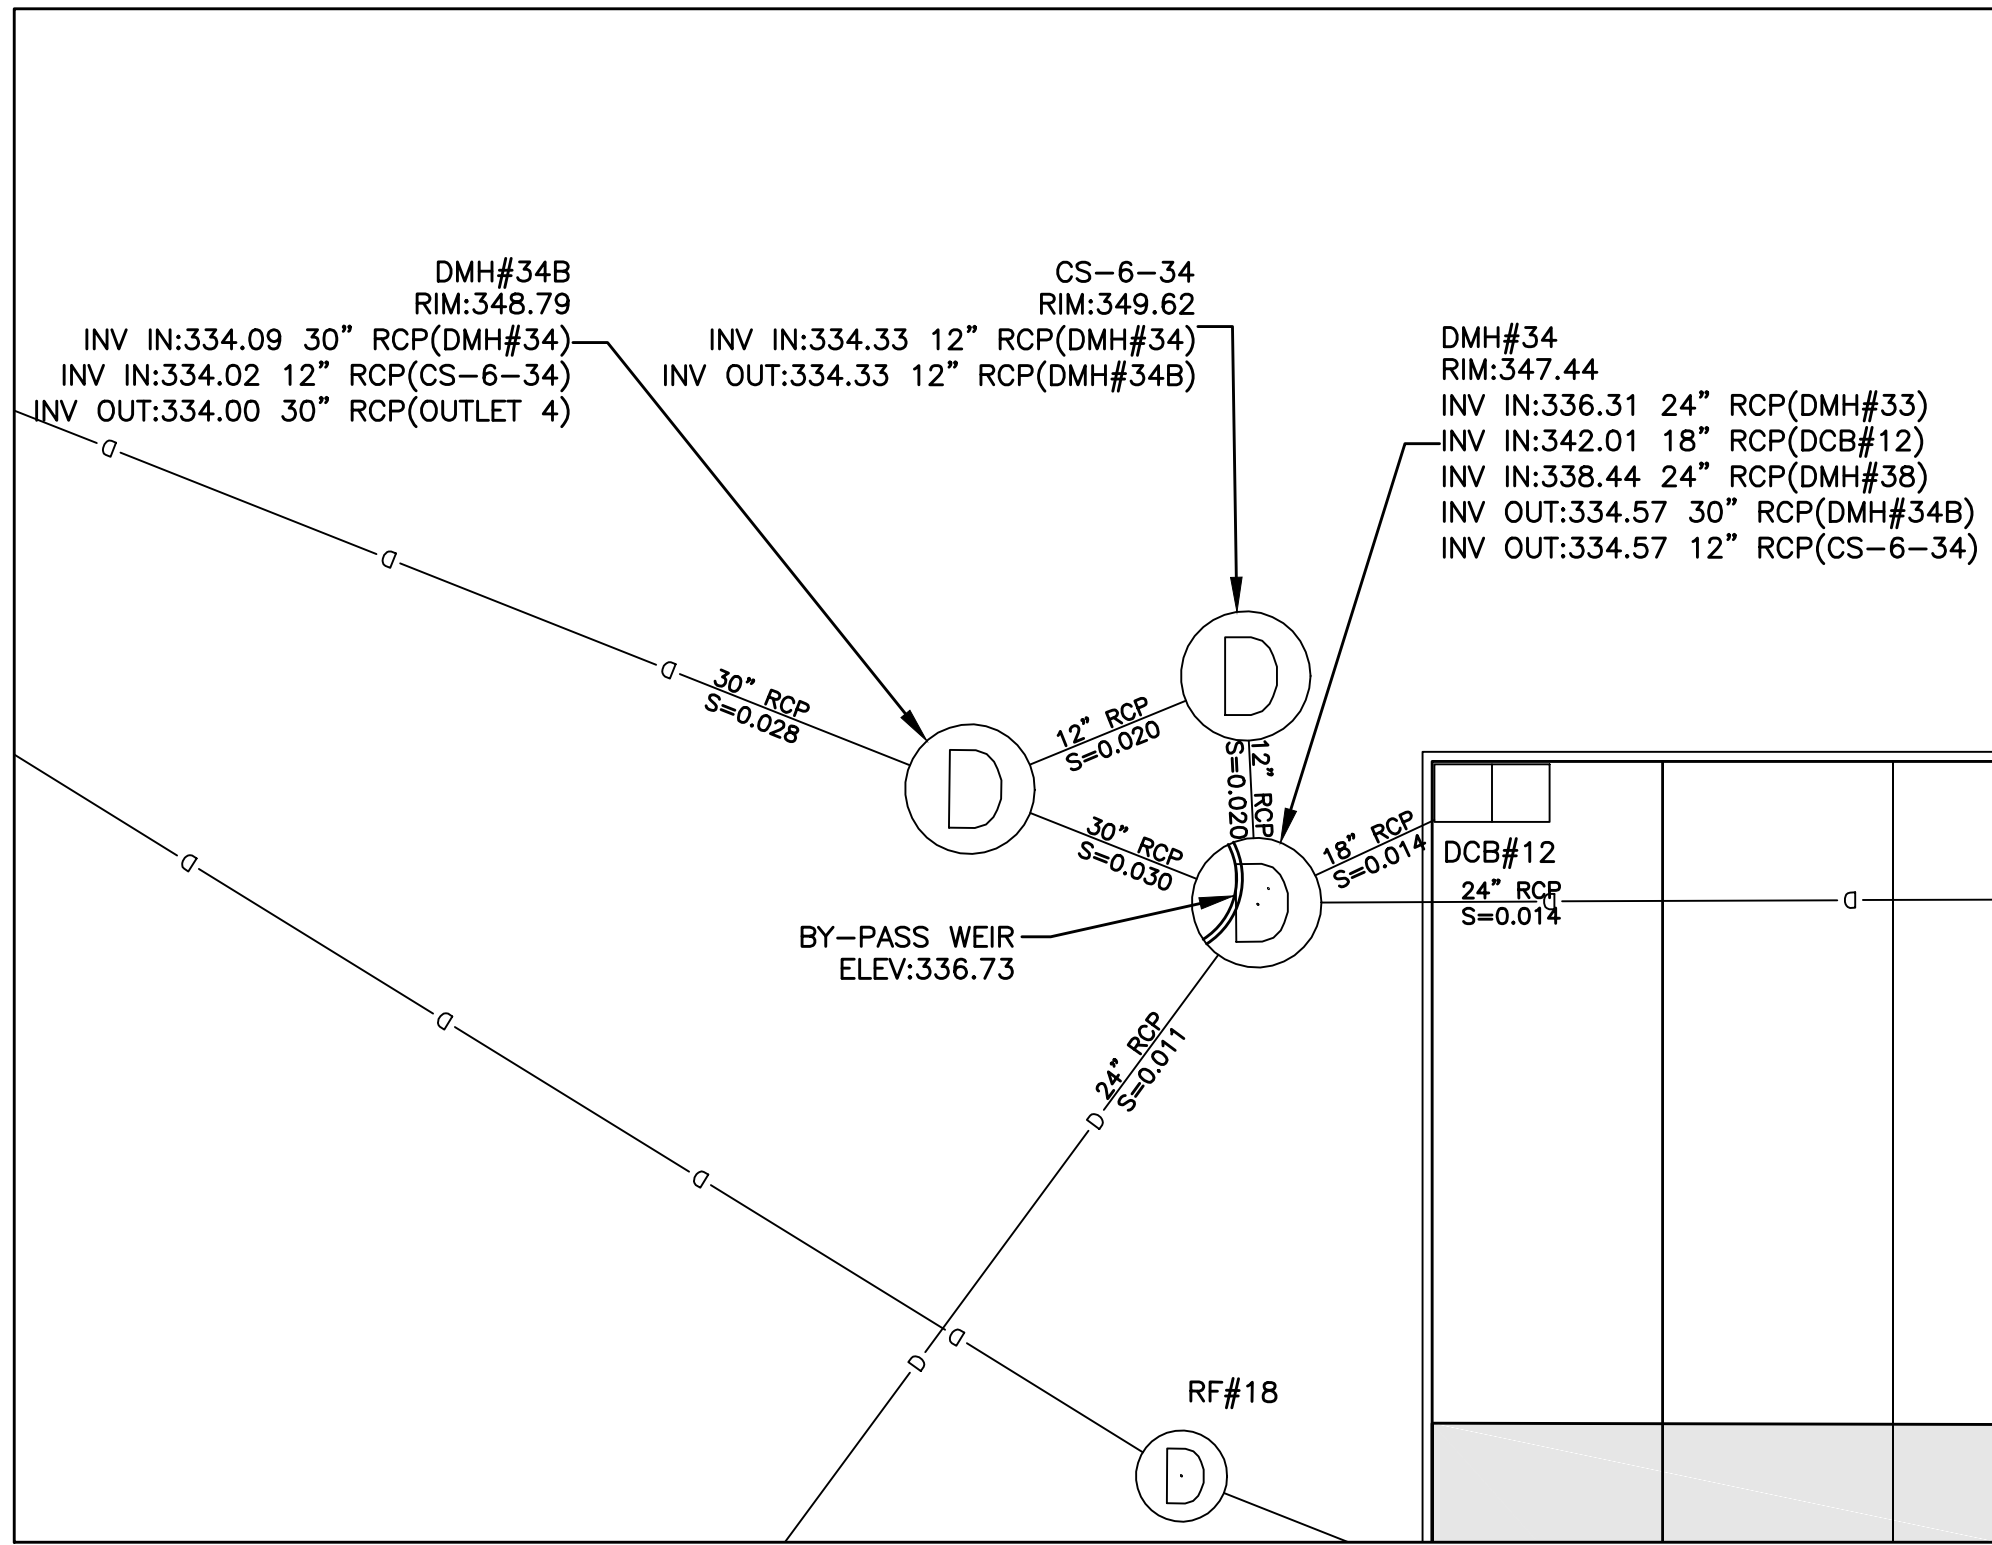 DMH#34B
RIM:348.79
INV IN:334.09 30" RCP(DMH#34)
INV IN:334.02 12" RCP(CS-6-34)
INV OUT:334.00 30" RCP(OUTLET 4)
CS-6-34
RIM:349.62
INV IN:334.33 12" RCP(DMH#34)
INV OUT:334.33 12" RCP(DMH#34B)
DMH#34
RIM:347.44
INV IN:336.31 24" RCP(DMH#33)
INV IN:342.01 18" RCP(DCB#12)
INV IN:338.44 24" RCP(DMH#38)
INV OUT:334.57 30" RCP(DMH#34B)
INV OUT:334.57 12" RCP(CS-6-34)
D
D
D
30" RCP
S=0.028
D
12" RCP
S=0.020
D
12" RCP
S=0.020
30" RCP
S=0.030
D
18" RCP
S=0.014
DCB#12
24" RCP
S=0.014
D
D
BY-PASS WEIR
ELEV:336.73
24" RCP
S=0.011
D
D
D
D
D
D
D
RF#18
D